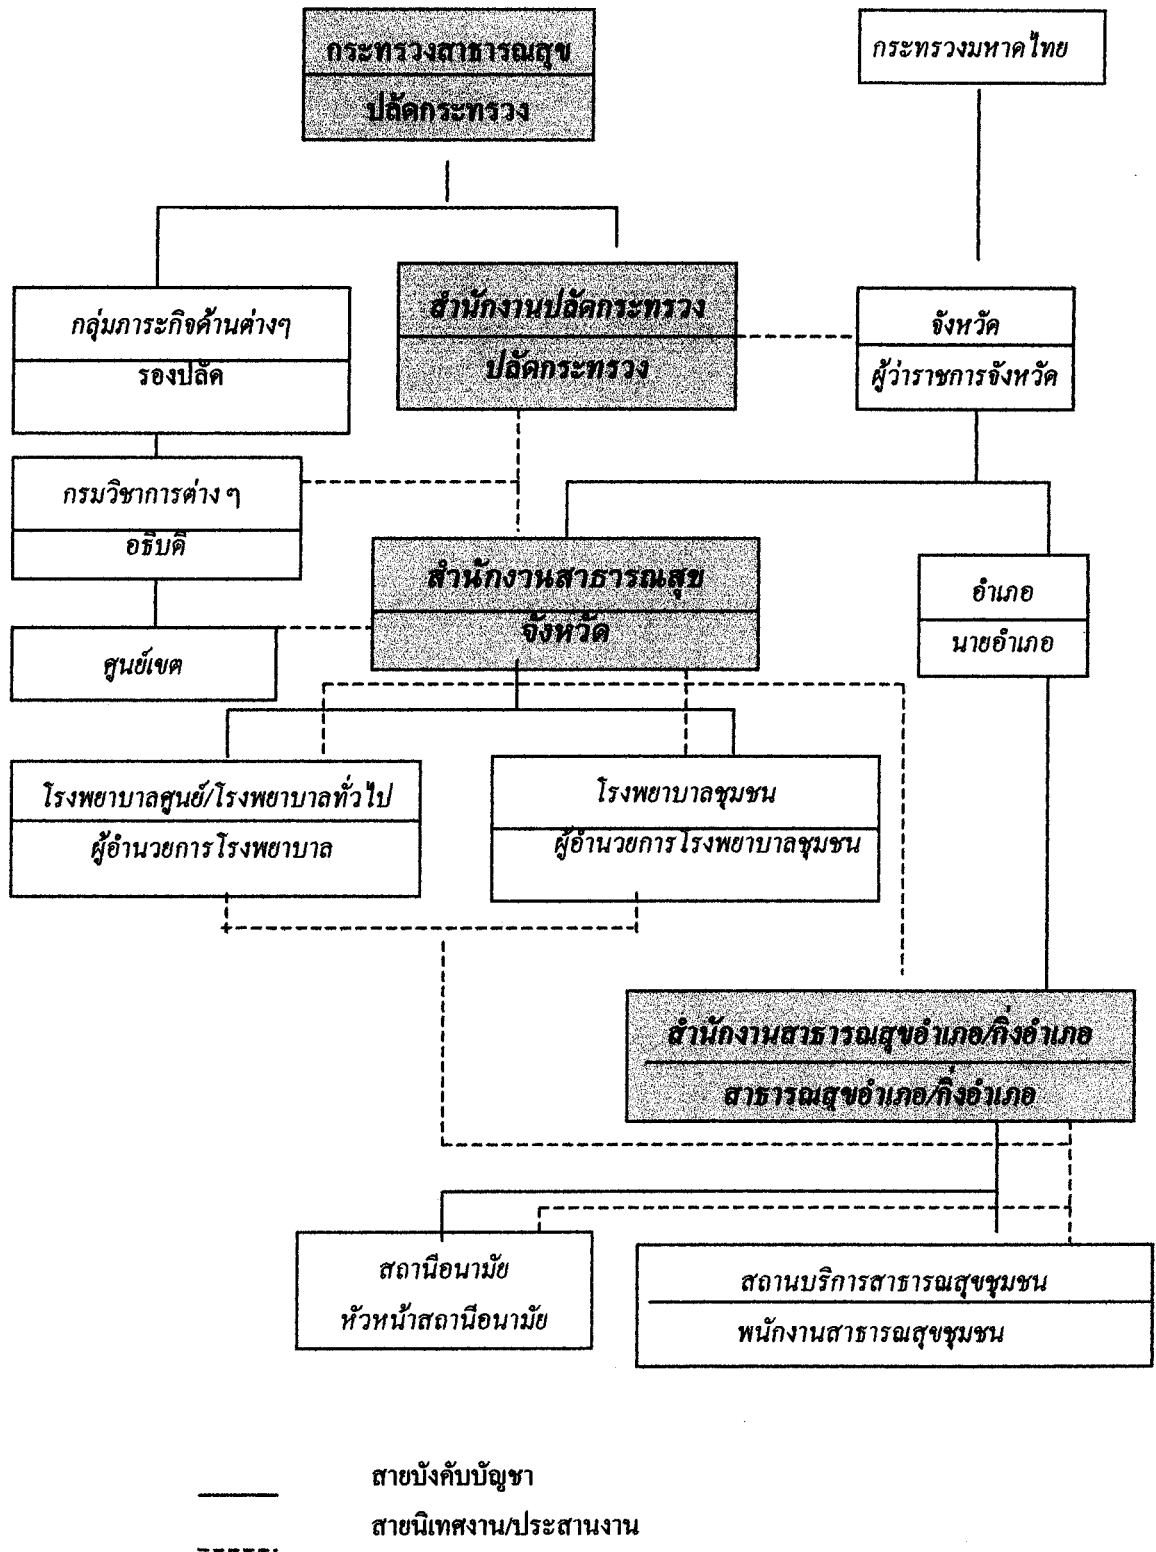 กระทรวงสาธารณสุข
ปลัดกระทรวง
กระทรวงมหาดไทย
กลุ่มภาระกิจด้านต่างๆ
รองปลัด
สำนักงานปลัดกระทรวง
ปลัดกระทรวง
จังหวัด
ผู้ว่าราชการจังหวัด
กรมวิชาการต่าง ๆ
อธิบดี
สำนักงานสาธารณสุข
จังหวัด
อำเภอ
นายอำเภอ
ศูนย์เขต
โรงพยาบาลศูนย์/โรงพยาบาลทั่วไป
ผู้อำนวยการโรงพยาบาล
โรงพยาบาลชุมชน
ผู้อำนวยการโรงพยาบาลชุมชน
สำนักงานสาธารณสุขอำเภอ/กิ่งอำเภอ
สาธารณสุขอำเภอ/กิ่งอำเภอ
สถานีอนามัย
หัวหน้าสถานีอนามัย
สถานบริการสาธารณสุขชุมชน
พนักงานสาธารณสุขชุมชน
สายบังคับบัญชา
สายนิเทศงาน/ประสานงาน